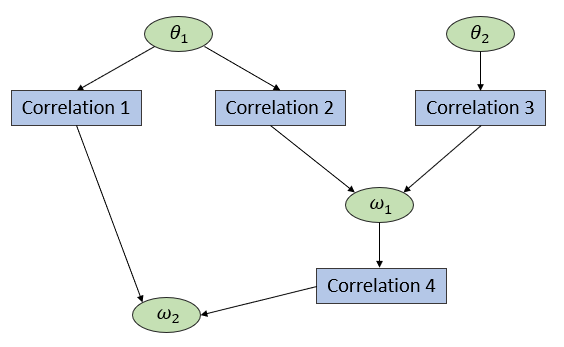 θ₁
θ₂
Correlation 1
Correlation 2
Correlation 3
ω₁
Correlation 4
ω₂